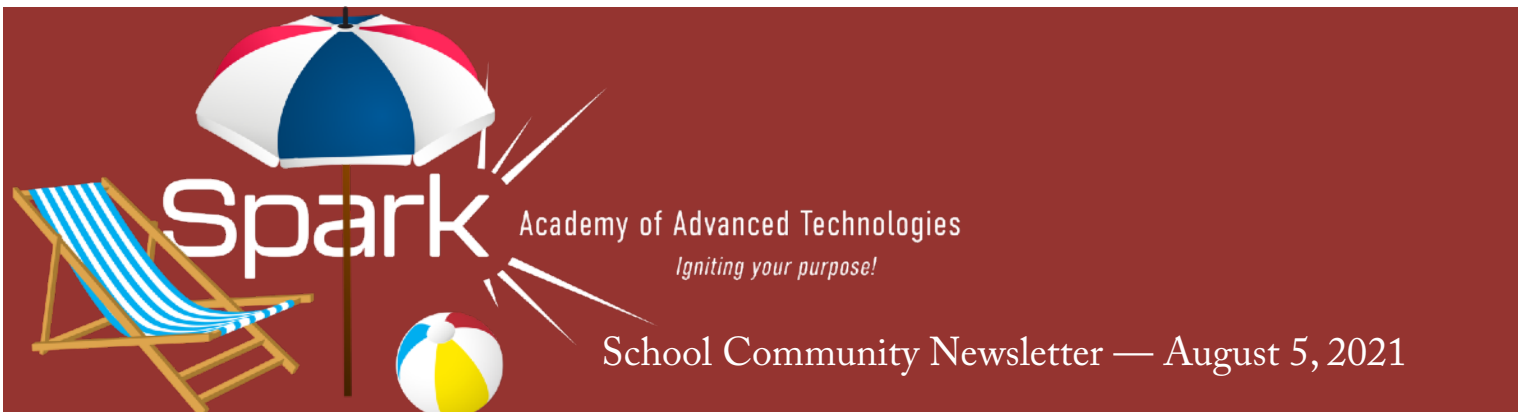 Spark
Academy of Advanced Technologies
Igniting your purpose!
School Community Newsletter — August 5, 2021